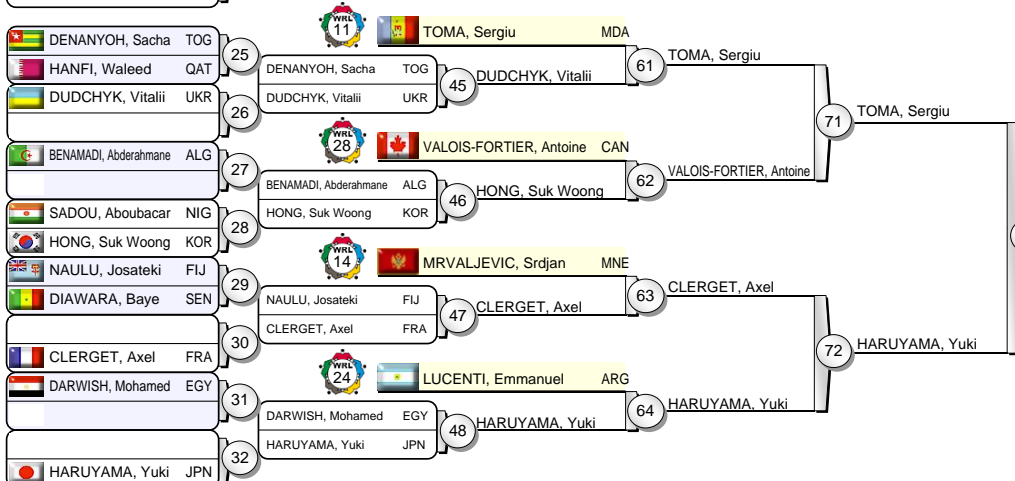 WRL
11
TOMA, Sergiu MDA
DENANYOH, Sacha TOG
25
HANFI, Waleed QAT
DENANYOH, Sacha TOG
45
DUDCHYK, Vitalii
61
TOMA, Sergiu
DUDCHYK, Vitalii UKR
26
DUDCHYK, Vitalii UKR
71
TOMA, Sergiu
WRL
28
VALOIS-FORTIER, Antoine CAN
BENAMADI, Abderahmane ALG
27
BENAMADI, Abderahmane ALG
46
HONG, Suk Woong
62
VALOIS-FORTIER, Antoine
SADOU, Aboubacar NIG
28
HONG, Suk Woong KOR
HONG, Suk Woong KOR
WRL
14
MRVALJEVIC, Srdjan MNE
NAULU, Josateki FIJ
29
DIAWARA, Baye SEN
NAULU, Josateki FIJ
47
CLERGET, Axel
63
CLERGET, Axel
CLERGET, Axel FRA
30
CLERGET, Axel FRA
72
HARUYAMA, Yuki
WRL
24
LUCENTI, Emmanuel ARG
DARWISH, Mohamed EGY
31
DARWISH, Mohamed EGY
48
HARUYAMA, Yuki
64
HARUYAMA, Yuki
HARUYAMA, Yuki JPN
32
HARUYAMA, Yuki JPN